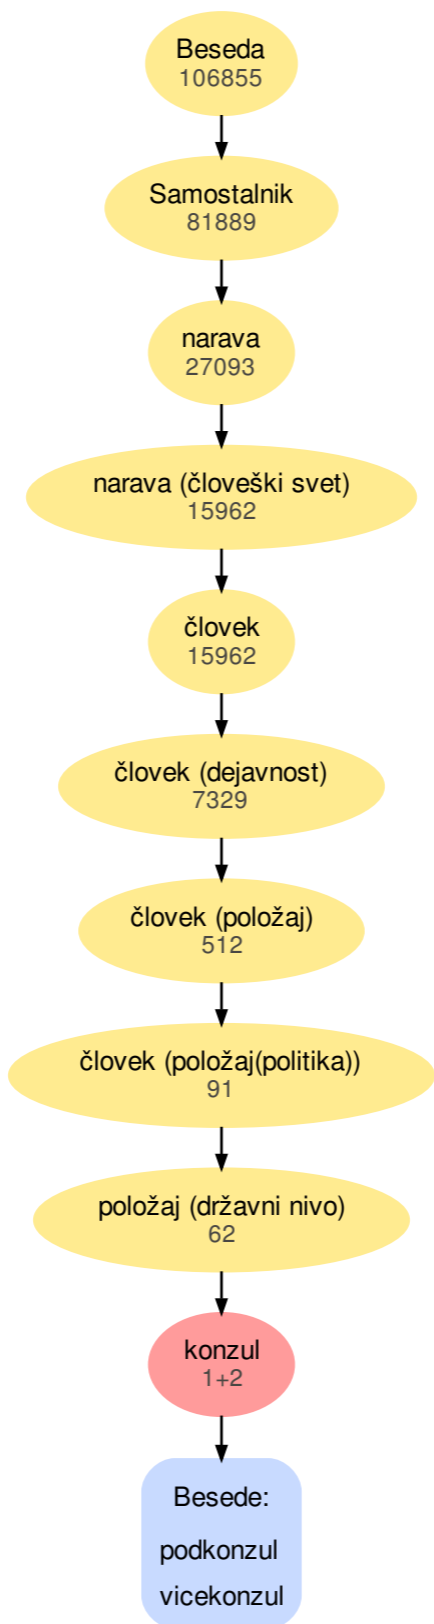 Beseda
106855
Samostalnik
81889
narava
27093
narava (človeški svet)
15962
človek
15962
človek (dejavnost)
7329
človek (položaj)
512
človek (položaj(politika))
91
položaj (državni nivo)
62
konzul
1+2
Besede:
podkonzul
vicekonzul